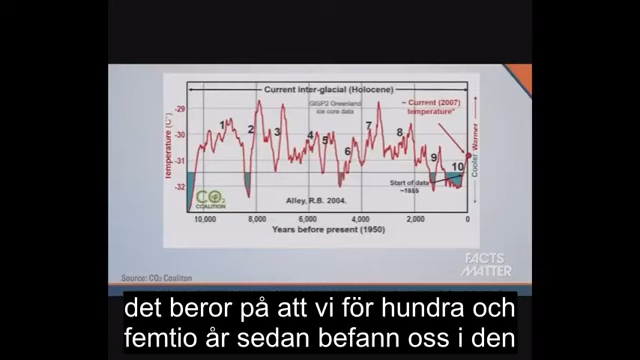 Current inter-glacial (Holocene)
GISP2 Greenland
ice core data
~ Current (2007)
temperature*
-29
-30
-31
-32
Temperature (C°)
1
2
3
4
5
6
7
8
9
10
Cooler Warmer
Start of data
~1855
CO₂
COALITION
Alley, R.B. 2004.
10,000
8,000
6,000
4,000
2,000
0
Years before present (1950)
FACTS
MATTER
Source: CO₂ Coaliton
det beror på att vi för hundra och
femtio år sedan befann oss i den